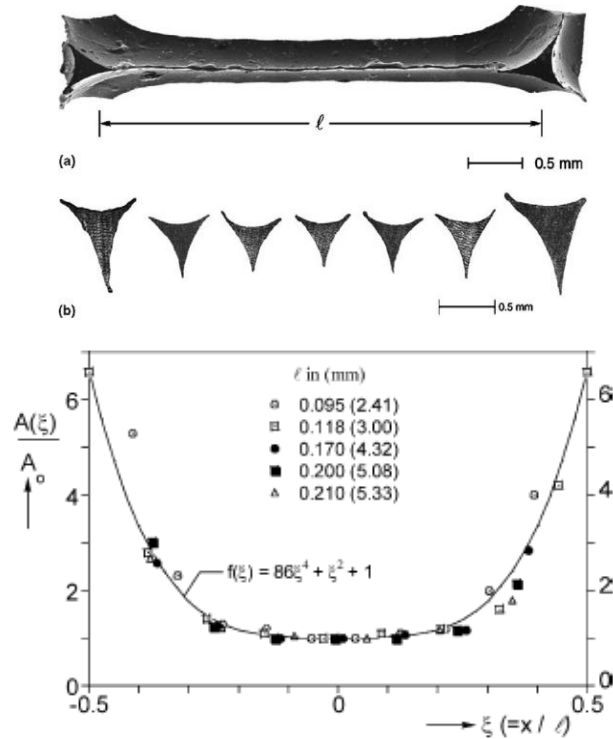 ℓ
(a)
0.5 mm
(b)
0.5 mm
ℓ in (mm)
0.095 (2.41)
0.118 (3.00)
0.170 (4.32)
0.200 (5.08)
0.210 (5.33)
A(ξ)
A₀
f(ξ) = 86ξ⁴ + ξ² + 1
6
4
2
0
6
4
2
0
-0.5
0
0.5
ξ (=x / ℓ)